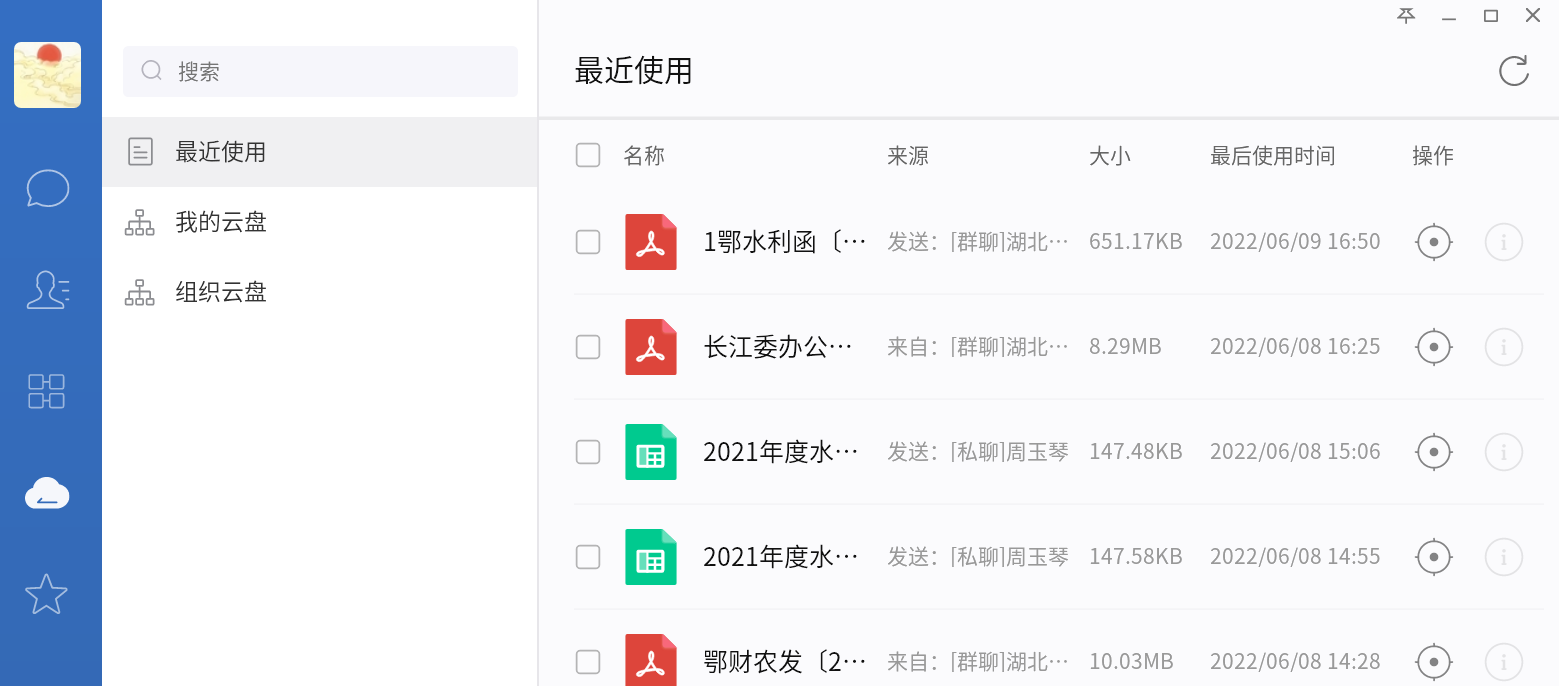 搜索
最近使用
我的云盘
组织云盘
最近使用
名称 来源 大小 最后使用时间 操作
1鄂水利函〔… 发送：[群聊]湖北… 651.17KB 2022/06/09 16:50
长江委办公… 来自：[群聊]湖北… 8.29MB 2022/06/08 16:25
2021年度水… 发送：[私聊]周玉琴 147.48KB 2022/06/08 15:06
2021年度水… 发送：[私聊]周玉琴 147.58KB 2022/06/08 14:55
鄂财农发〔2… 来自：[群聊]湖北… 10.03MB 2022/06/08 14:28